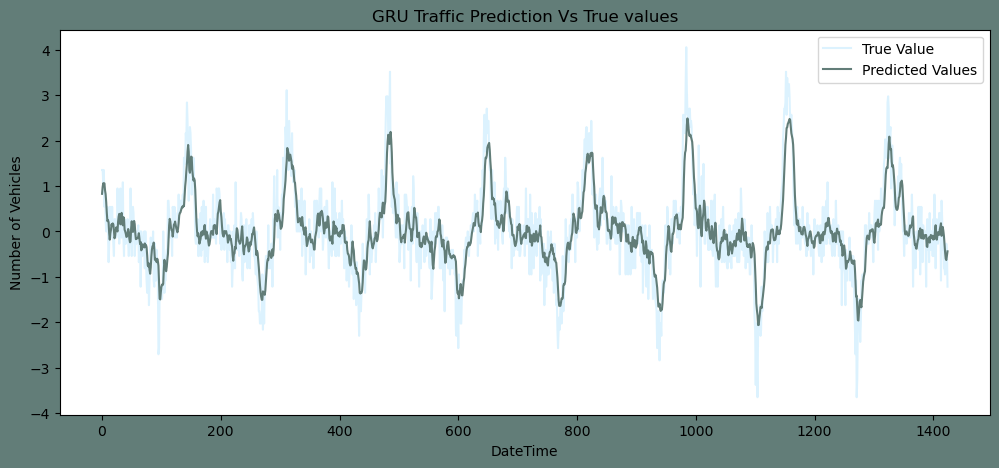 GRU Traffic Prediction Vs True values
True Value
Predicted Values
Number of Vehicles
4
3
2
1
0
−1
−2
−3
−4
0 200 400 600 800 1000 1200 1400
DateTime